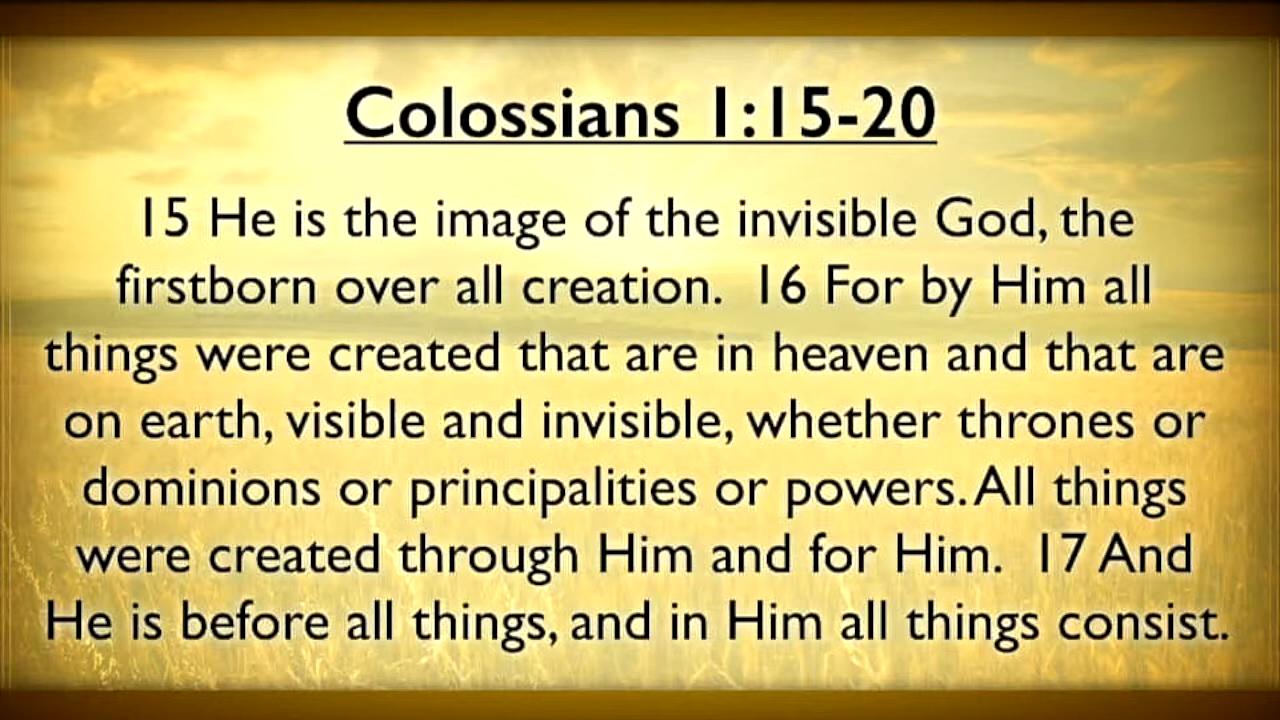 Colossians 1:15-20
15 He is the image of the invisible God, the
firstborn over all creation.  16 For by Him all
things were created that are in heaven and that are
on earth, visible and invisible, whether thrones or
dominions or principalities or powers. All things
were created through Him and for Him.  17 And
He is before all things, and in Him all things consist.